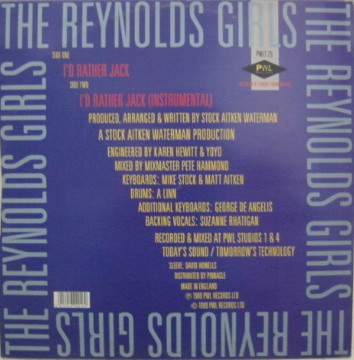 THE REYNOLDS GIRLS
THE REYNOLDS GIRLS
THE REYNOLDS GIRLS
THE REYNOLDS GIRLS
SIDE ONE
I'D RATHER JACK
SIDE TWO
I'D RATHER JACK (INSTRUMENTAL)
PWLT 25
PWL
PRODUCED, ARRANGED & WRITTEN BY STOCK AITKEN WATERMAN
A STOCK AITKEN WATERMAN PRODUCTION
ENGINEERED BY KAREN HEWITT & YOYO
MIXED BY MIXMASTER PETE HAMMOND
KEYBOARDS: MIKE STOCK & MATT AITKEN
DRUMS: A LINN
ADDITIONAL KEYBOARDS: GEORGE DE ANGELIS
BACKING VOCALS: SUZANNE RHATIGAN
RECORDED & MIXED AT PWL STUDIOS 1 & 4
TODAY'S SOUND / TOMORROW'S TECHNOLOGY
SLEEVE: DAVID HOWELLS
DISTRIBUTED BY PINNACLE
MADE IN ENGLAND
℗ 1989 PWL RECORDS LTD
© 1989 PWL RECORDS LTD